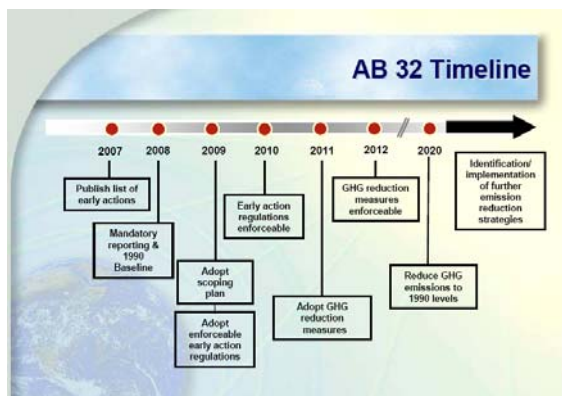 AB 32 Timeline
2007
2008
2009
2010
2011
2012
2020
Publish list of
early actions
Mandatory
reporting &
1990
Baseline
Adopt
scoping
plan
Adopt
enforceable
early action
regulations
Early action
regulations
enforceable
Adopt GHG
reduction
measures
GHG reduction
measures
enforceable
Reduce GHG
emissions to
1990 levels
Identification/
implementation
of further
emission
reduction
strategies